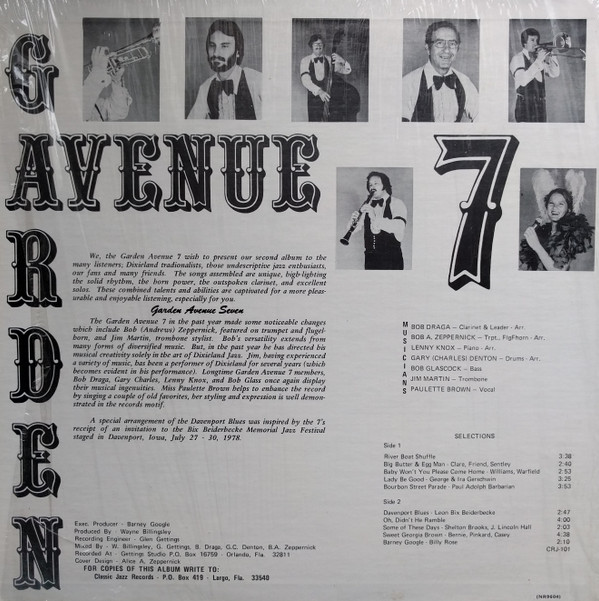 GARDEN
AVENUE 7
We, the Garden Avenue 7 wish to present our second album to the
many listeners; Dixieland tradionalists, those undescriptive jazz enthusiasts,
our fans and many friends. The songs assembled are unique, high-lighting
the solid rhythm, the horn power, the outspoken clarinet, and excellent
solos. These combined talents and abilities are captivated for a more pleas-
urable and enjoyable listening, especially for you.
Garden Avenue Seven
The Garden Avenue 7 in the past year made some noticeable changes
which include Bob (Andrews) Zeppernick, featured on trumpet and flugel-
horn, and Jim Martin, trombone stylist. Bob's versatility extends from
many forms of diversified music. But, in the past year he has directed his
musical creativity solely in the art of Dixieland Jazz. Jim, having experienced
a variety of music, has been a performer of Dixieland for several years (which
becomes evident in his performance). Longtime Garden Avenue 7 members,
Bob Draga, Gary Charles, Lenny Knox, and Bob Glass once again display
their musical ingenuities. Miss Paulette Brown helps to enhance the record
by singing a couple of old favorites, her styling and expression is well demon-
strated in the records motif.
A special arrangement of the Davenport Blues was inspired by the 7's
receipt of an invitation to the Bix Beiderbecke Memorial Jazz Festival
staged in Davenport, Iowa, July 27 - 30, 1978.
MUSICIANS
BOB DRAGA — Clarinet & Leader - Arr.
BOB A. ZEPPERNICK — Trpt., FlgFhorn - Arr.
LENNY KNOX — Piano - Arr.
GARY (CHARLES) DENTON — Drums - Arr.
BOB GLASCOCK — Bass
JIM MARTIN — Trombone
PAULETTE BROWN — Vocal
SELECTIONS
Side 1
River Boat Shuffle 3:38
Big Butter & Egg Man - Clare, Friend, Sentley 2:40
Baby Won't You Please Come Home - Williams, Warfield 2:53
Lady Be Good - George & Ira Gerschwin 3:25
Bourbon Street Parade - Paul Adolph Barbarian 3:53
Side 2
Davenport Blues - Leon Bix Beiderbecke 2:47
Oh, Didn't He Ramble 4:00
Some of These Days - Shelton Brooks, J. Lincoln Hall 2:03
Sweet Georgia Brown - Bernie, Pinkard, Casey 4:38
Barney Google - Billy Rose 2:10
CRJ-101
Exec. Producer - Barney Google
Produced By - Wayne Billingsley
Recording Engineer - Glen Gettings
Mixed By - W. Billingsley, G. Gettings, B. Draga, G.C. Denton, B.A. Zeppernick
Recorded At - Gettings Studio P.O. Box 16759 - Orlando, Fla. 32811
Cover Design - Alice A. Zeppernick
FOR COPIES OF THIS ALBUM WRITE TO:
Classic Jazz Records - P.O. Box 419 - Largo, Fla. 33540
(NR9604)